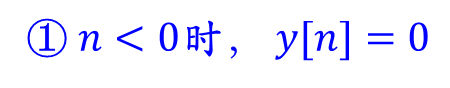 ① n < 0时， y[n] = 0